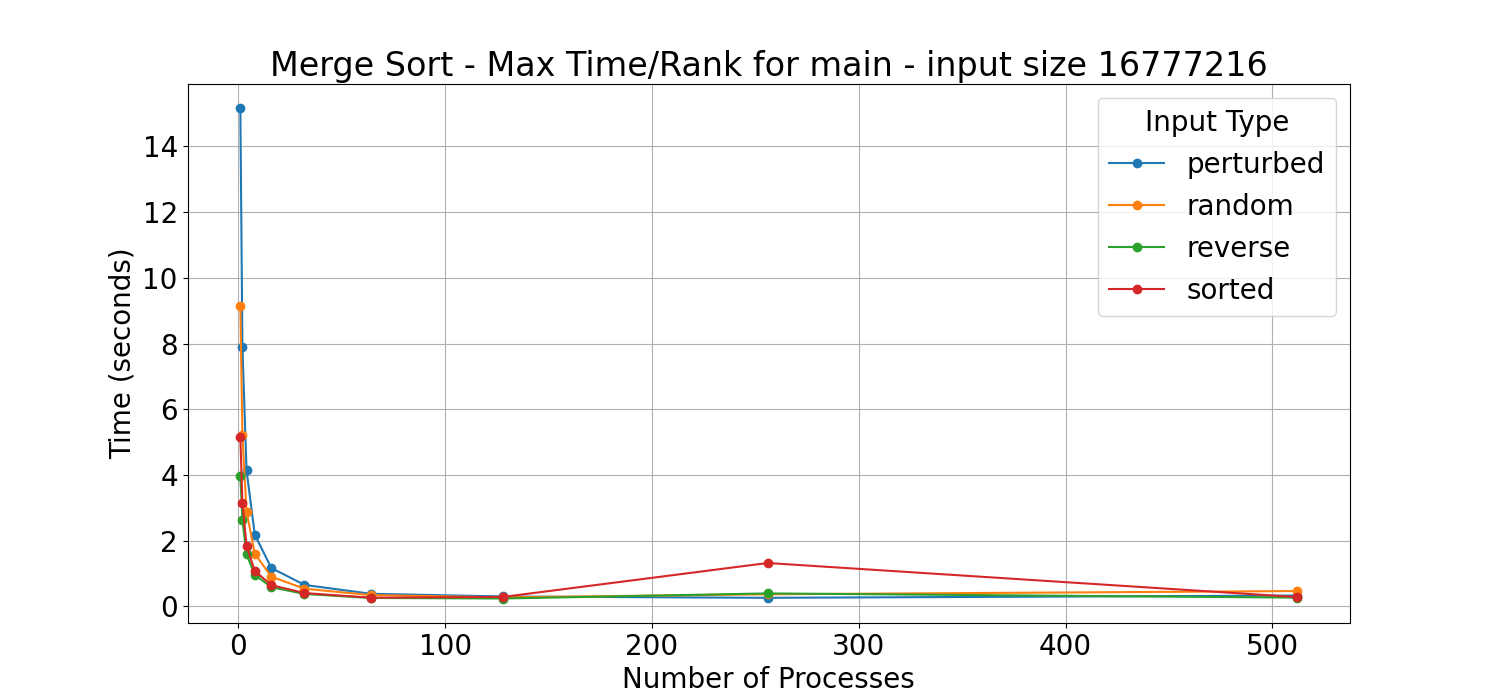 Merge Sort - Max Time/Rank for main - input size 16777216
Input Type
perturbed
random
reverse
sorted
Time (seconds)
14
12
10
8
6
4
2
0
0 100 200 300 400 500
Number of Processes